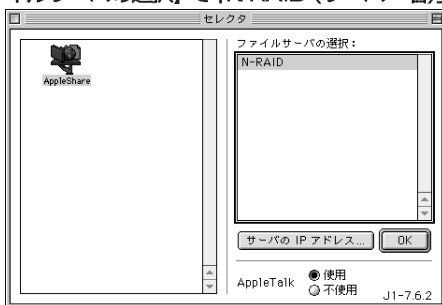 セレクタ
AppleShare
ファイルサーバの選択：
N-RAID
サーバの IP アドレス...
OK
AppleTalk
使用
不使用
J1-7.6.2